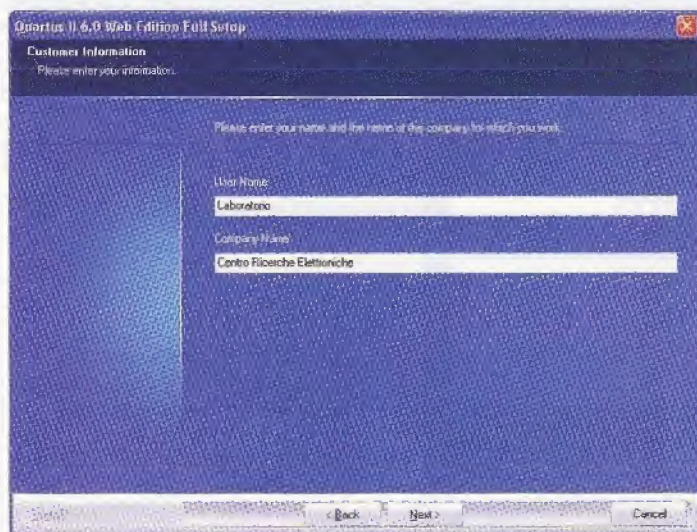 Quartus II 6.0 Web Edition Full Setup
Customer Information
Please enter your information.
Please enter your name and the name of the company for which you work.
User Name:
Laboratorio
Company Name:
Centro Ricerche Elettroniche
< Back
Next >
Cancel